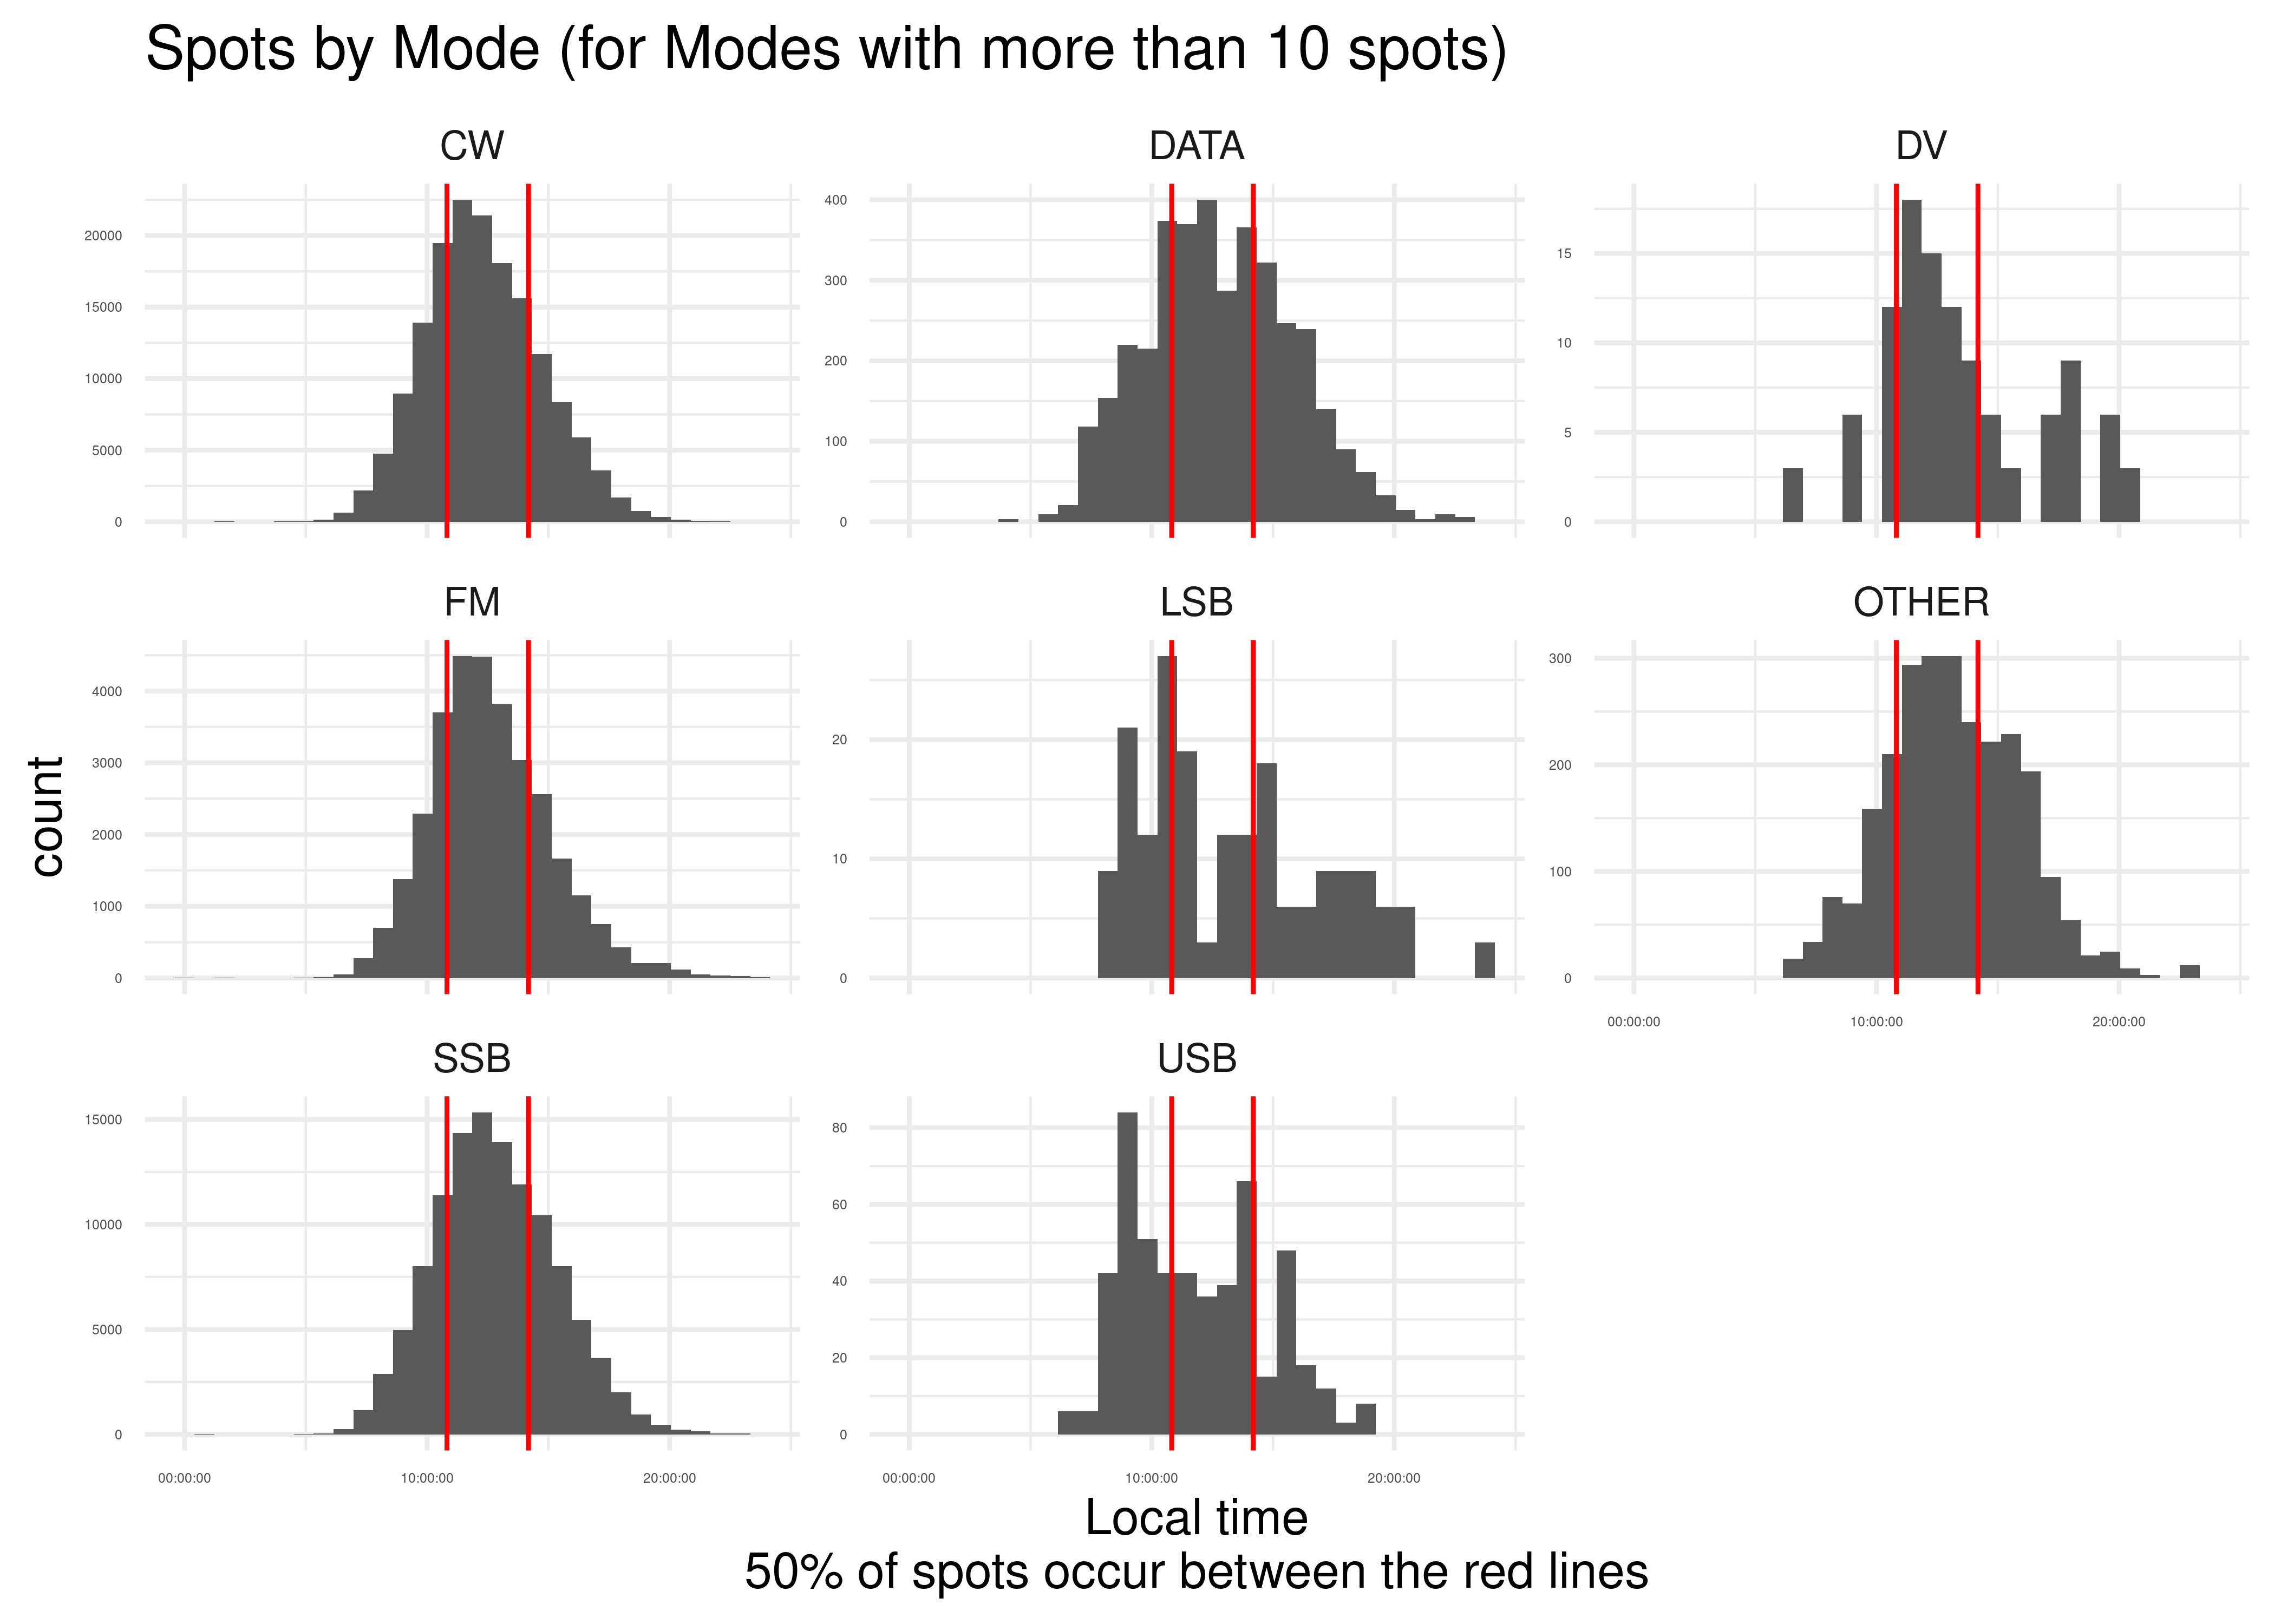 Spots by Mode (for Modes with more than 10 spots)
CW
DATA
DV
20000
15000
10000
5000
0
400
300
200
100
0
15
10
5
0
FM
LSB
OTHER
4000
3000
2000
1000
0
20
10
0
300
200
100
0
00:00:00 10:00:00 20:00:00
SSB
USB
15000
10000
5000
0
80
60
40
20
0
00:00:00 10:00:00 20:00:00
00:00:00 10:00:00 20:00:00
count
Local time
50% of spots occur between the red lines